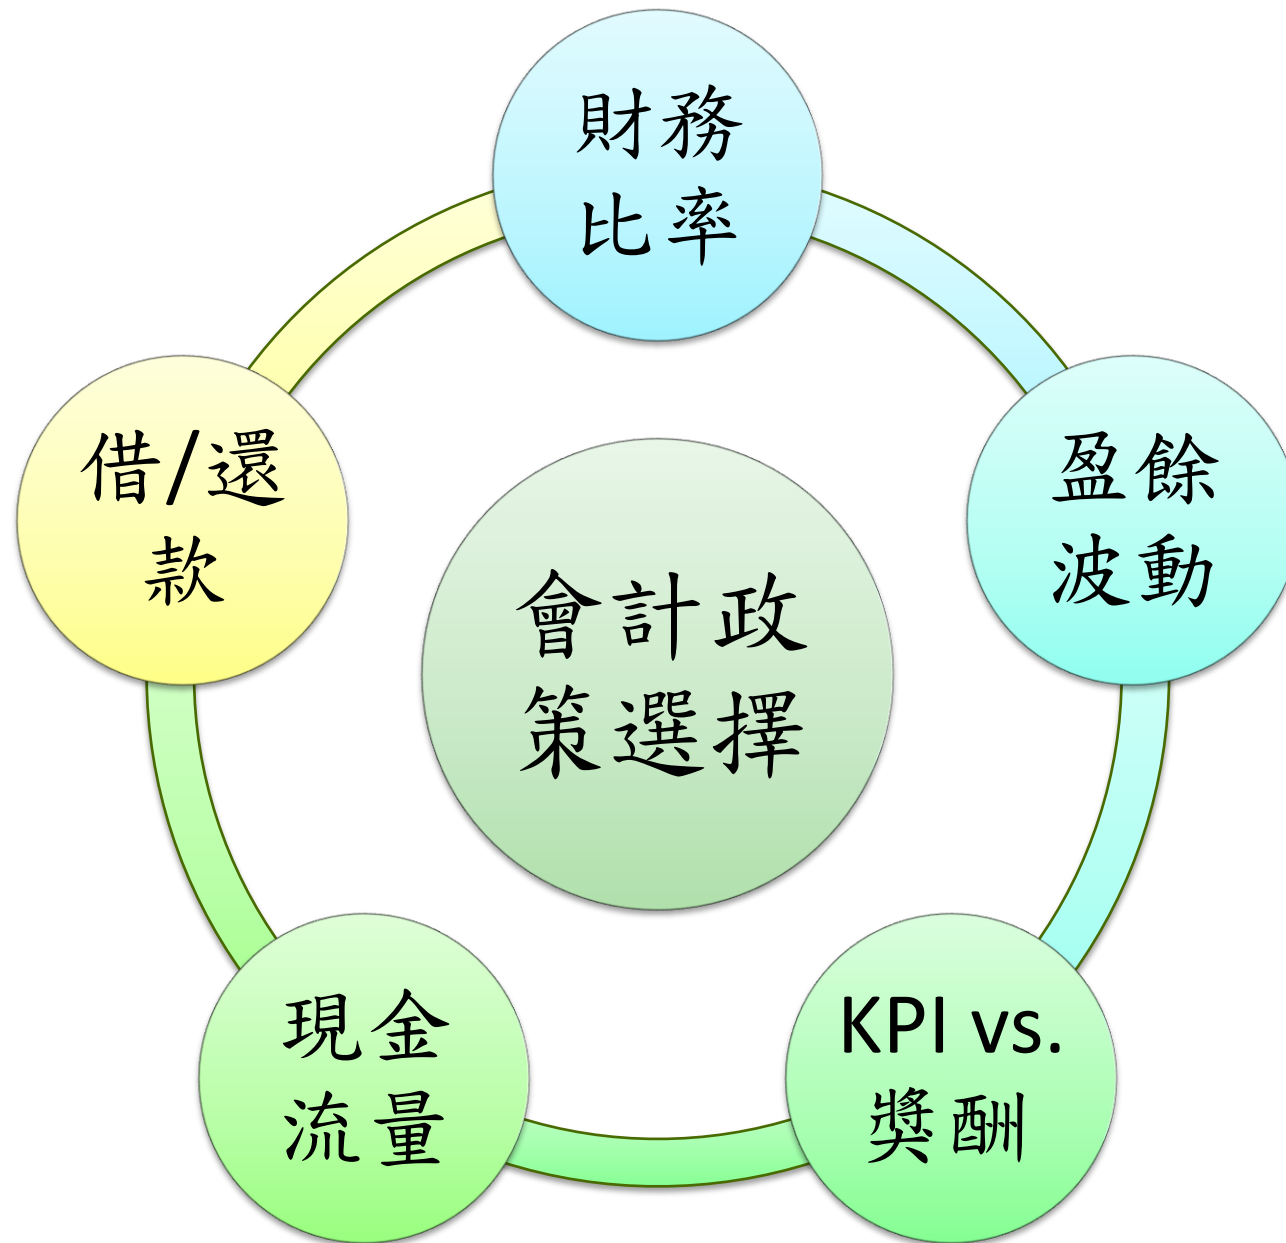 財務
比率
借/還
款
盈餘
波動
會計政
策選擇
現金
流量
KPI vs.
獎酬